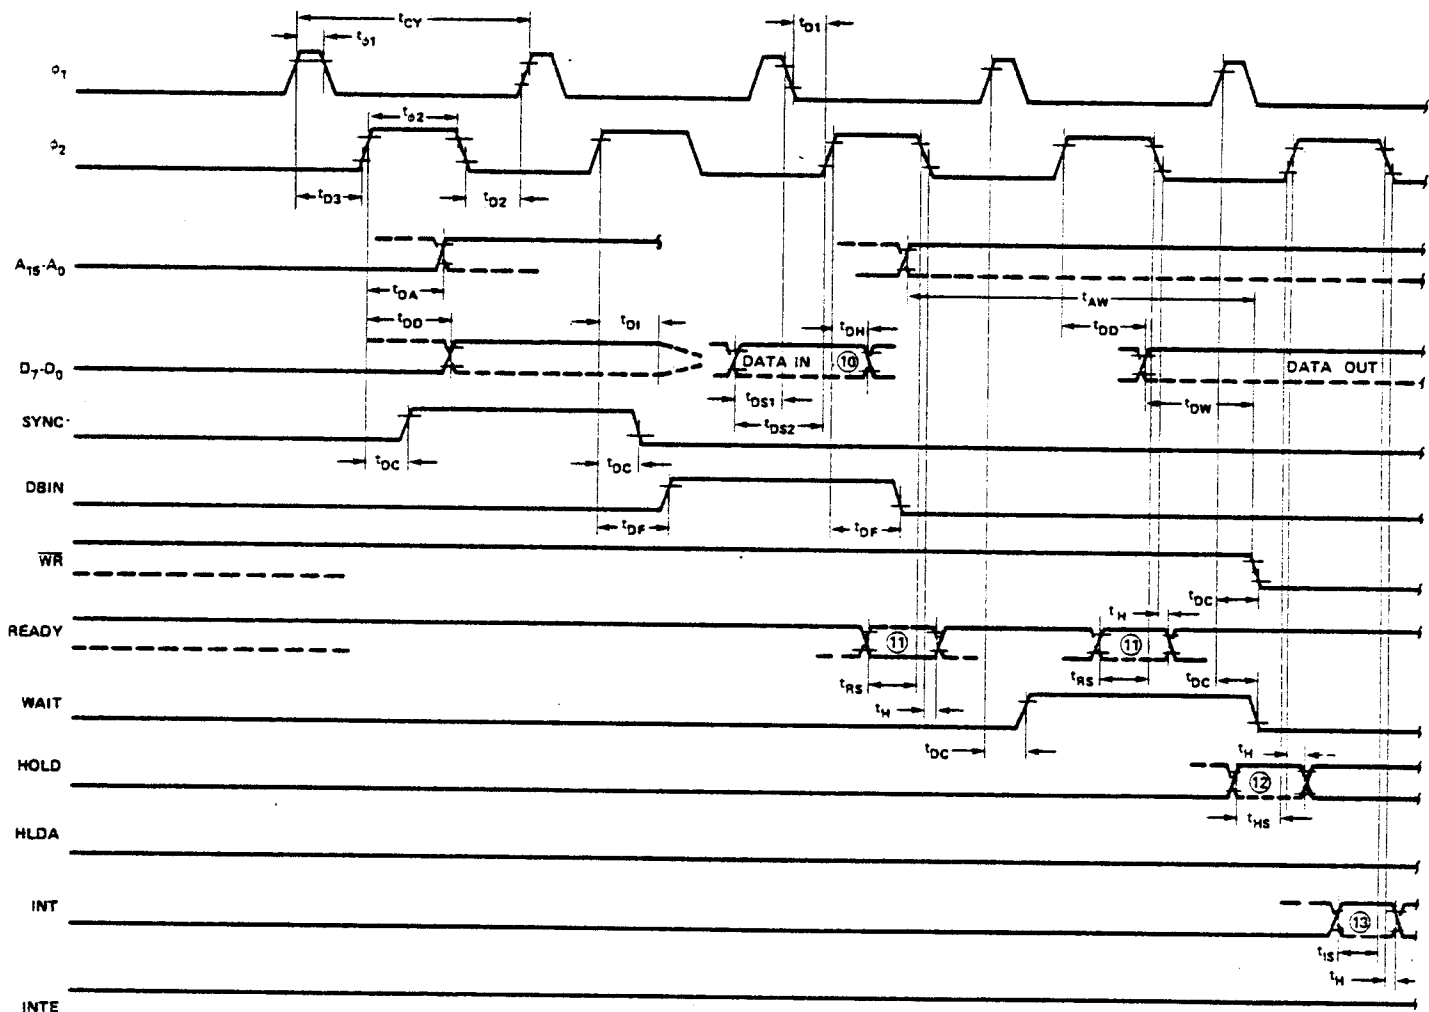 tCY
tφ1
tD1
φ1
tφ2
φ2
tD3
tD2
A15-A0
tDA
tAW
tDD
tDI
tDH
tDD
D7-D0
DATA IN
⑩
DATA OUT
tDS1
tDW
tDS2
SYNC
tDC
tDC
DBIN
tDF
tDF
WR
tDC
tH
READY
⑪
⑪
tRS
tRS
tDC
WAIT
tH
tDC
tH
HOLD
⑫
tHS
HLDA
INT
⑬
tIS
tH
INTE